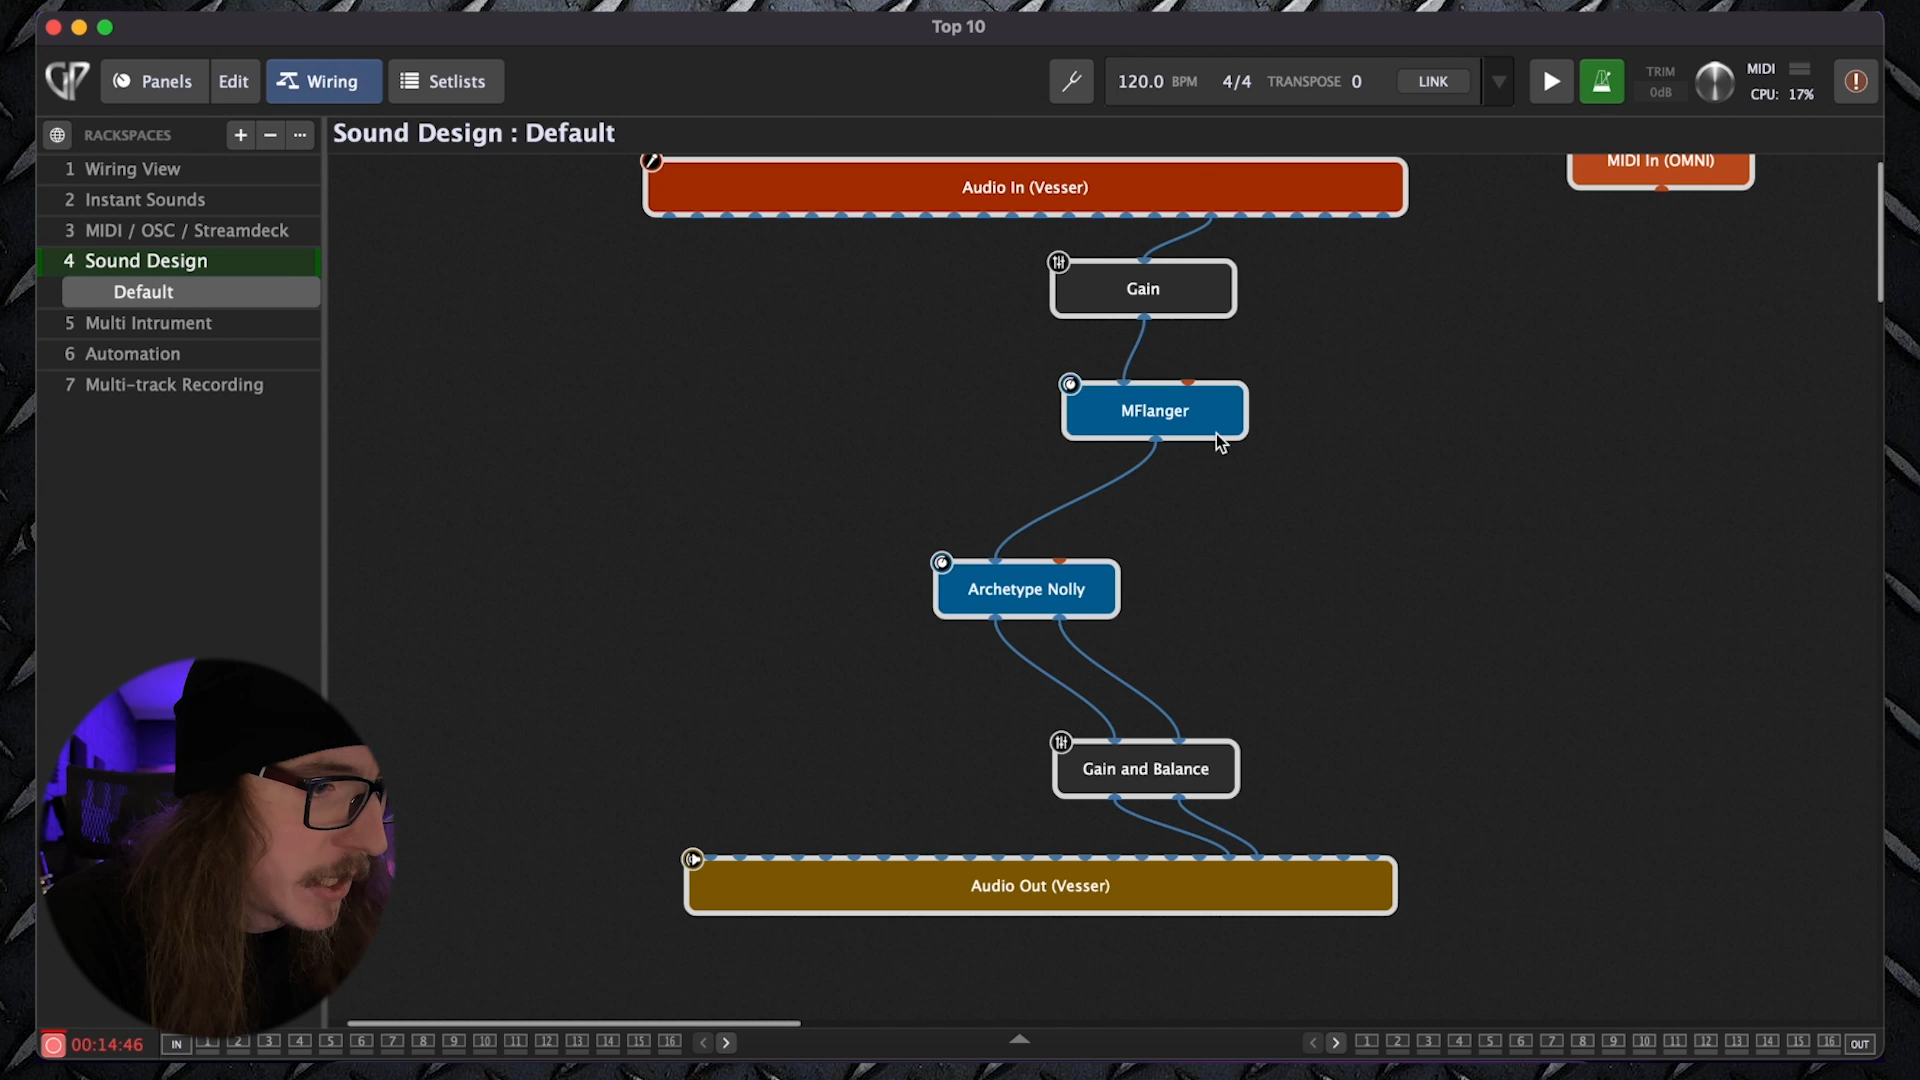 Top 10
GP Panels Edit Wiring Setlists 120.0 BPM 4/4 TRANSPOSE 0 LINK TRIM 0dB MIDI CPU: 17%
RACKSPACES + − ... Sound Design : Default
1 Wiring View
2 Instant Sounds
3 MIDI / OSC / Streamdeck
4 Sound Design
Default
5 Multi Intrument
6 Automation
7 Multi-track Recording
Audio In (Vesser)
MIDI In (OMNI)
Gain
MFlanger
Archetype Nolly
Gain and Balance
Audio Out (Vesser)
00:14:46 IN 1 2 3 4 5 6 7 8 9 10 11 12 13 14 15 16 < > < > 1 2 3 4 5 6 7 8 9 10 11 12 13 14 15 16 OUT